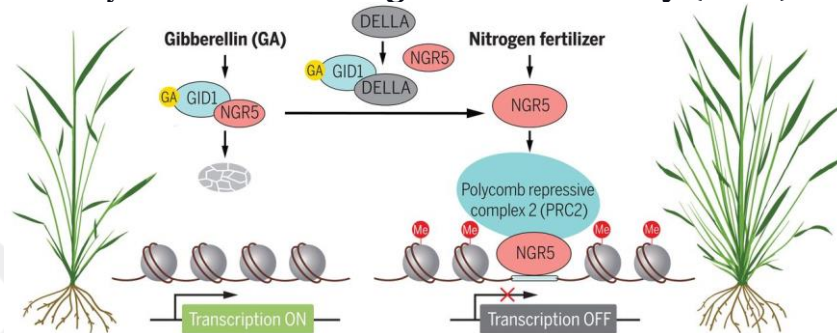 DELLA
Gibberellin (GA)
Nitrogen fertilizer
NGR5
GA GID1
DELLA
GA GID1
NGR5
NGR5
Polycomb repressive
complex 2 (PRC2)
Me Me Me Me
NGR5
Transcription ON
Transcription OFF